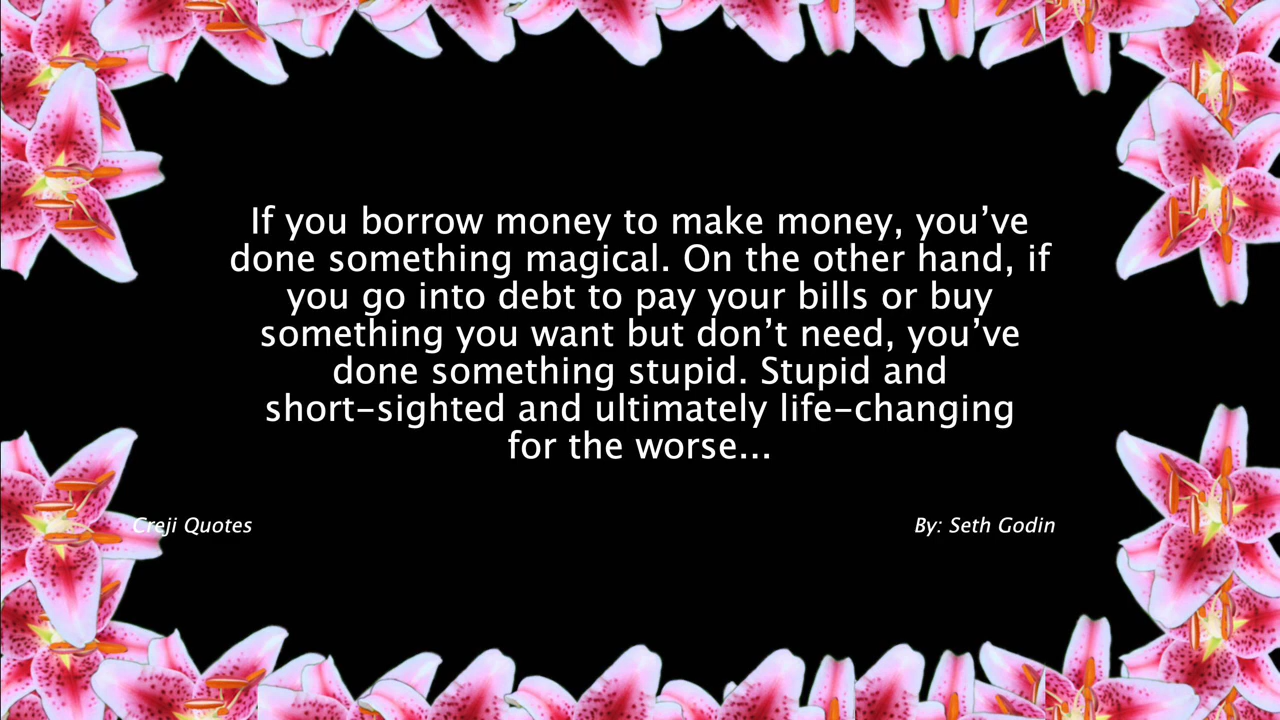 If you borrow money to make money, you’ve
done something magical. On the other hand, if
you go into debt to pay your bills or buy
something you want but don’t need, you’ve
done something stupid. Stupid and
short-sighted and ultimately life-changing
for the worse...
Creji Quotes
By: Seth Godin